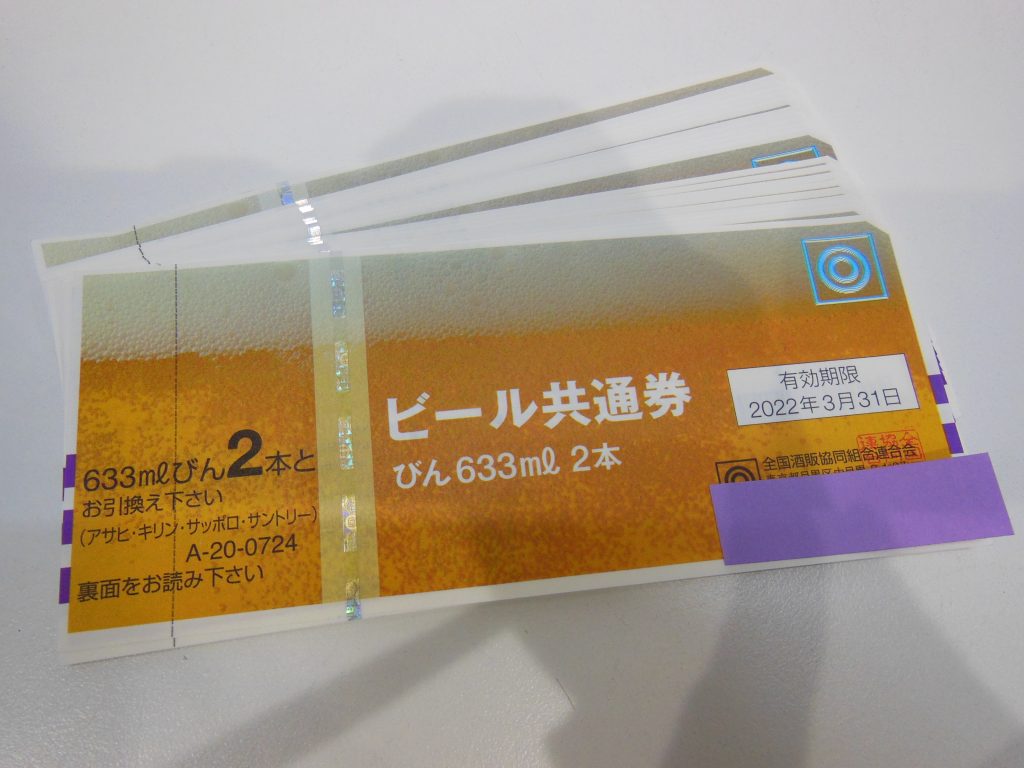 ビール共通券
びん633㎖ 2本
有効期限
2022年3月31日
全国酒販協同組合連合会
633㎖びん2本と
お引換え下さい
(アサヒ・キリン・サッポロ・サントリー)
A-20-0724
裏面をお読み下さい